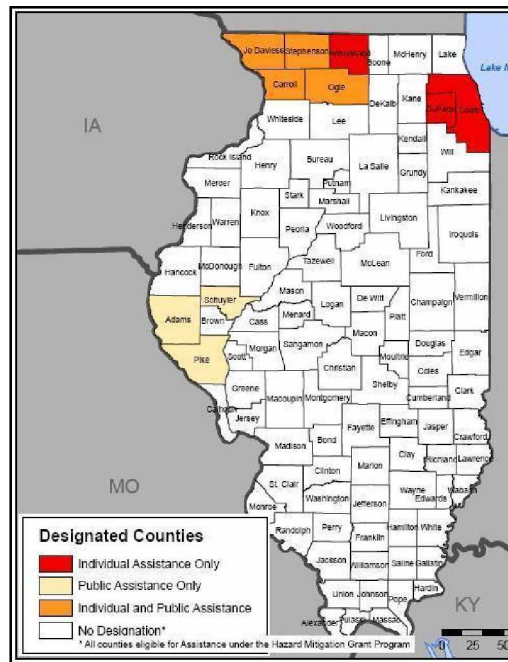 Jo Daviess Stephenson Winnebago Boone McHenry Lake
Lake M
Carroll Ogle DeKalb Kane DuPage Cook
Whiteside Lee Kendall Will
IA
Rock Island Henry Bureau La Salle Grundy
Mercer Putnam Kankakee
Stark Marshall
Henderson Warren Knox Peoria Woodford Livingston Iroquois
Tazewell Ford
Hancock McDonough Fulton McLean
Mason
Schuyler Logan De Witt Champaign Vermilion
Adams Brown Cass Menard Piatt
Macon
Pike Scott Morgan Sangamon Douglas Edgar
Christian Moultrie Coles
Greene Shelby Clark
Calhoun Macoupin Montgomery Cumberland
Jersey Fayette Effingham Jasper Crawford
Madison Bond Clay Richland Lawrence
MO Clinton Marion
St. Clair Wayne Edwards Wabash
Monroe Washington Jefferson
Randolph Perry Hamilton White
Franklin
Jackson Williamson Saline Gallatin
Union Johnson Pope Hardin
KY
Alexander Pulaski Massac
Designated Counties
Individual Assistance Only
Public Assistance Only
Individual and Public Assistance
No Designation*
* All counties eligible for Assistance under the Hazard Mitigation Grant Program
0 25 50